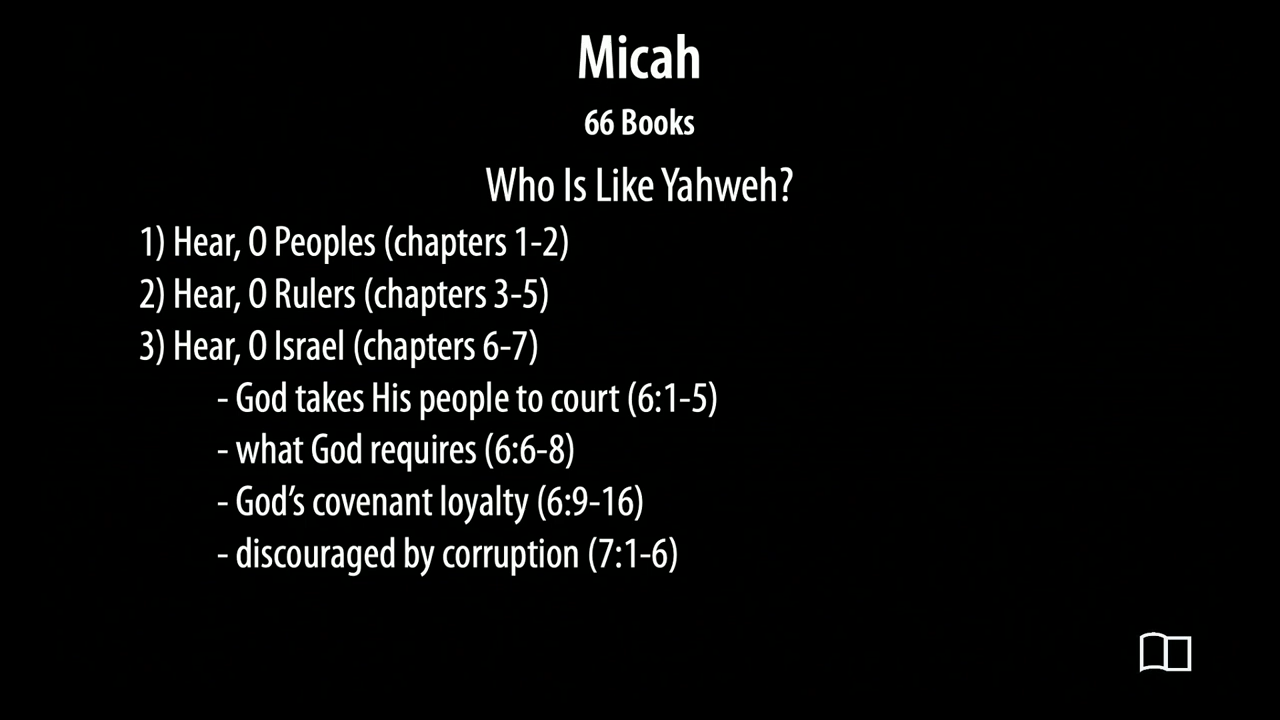 Micah
66 Books
Who Is Like Yahweh?
1) Hear, O Peoples (chapters 1-2)
2) Hear, O Rulers (chapters 3-5)
3) Hear, O Israel (chapters 6-7)
- God takes His people to court (6:1-5)
- what God requires (6:6-8)
- God’s covenant loyalty (6:9-16)
- discouraged by corruption (7:1-6)